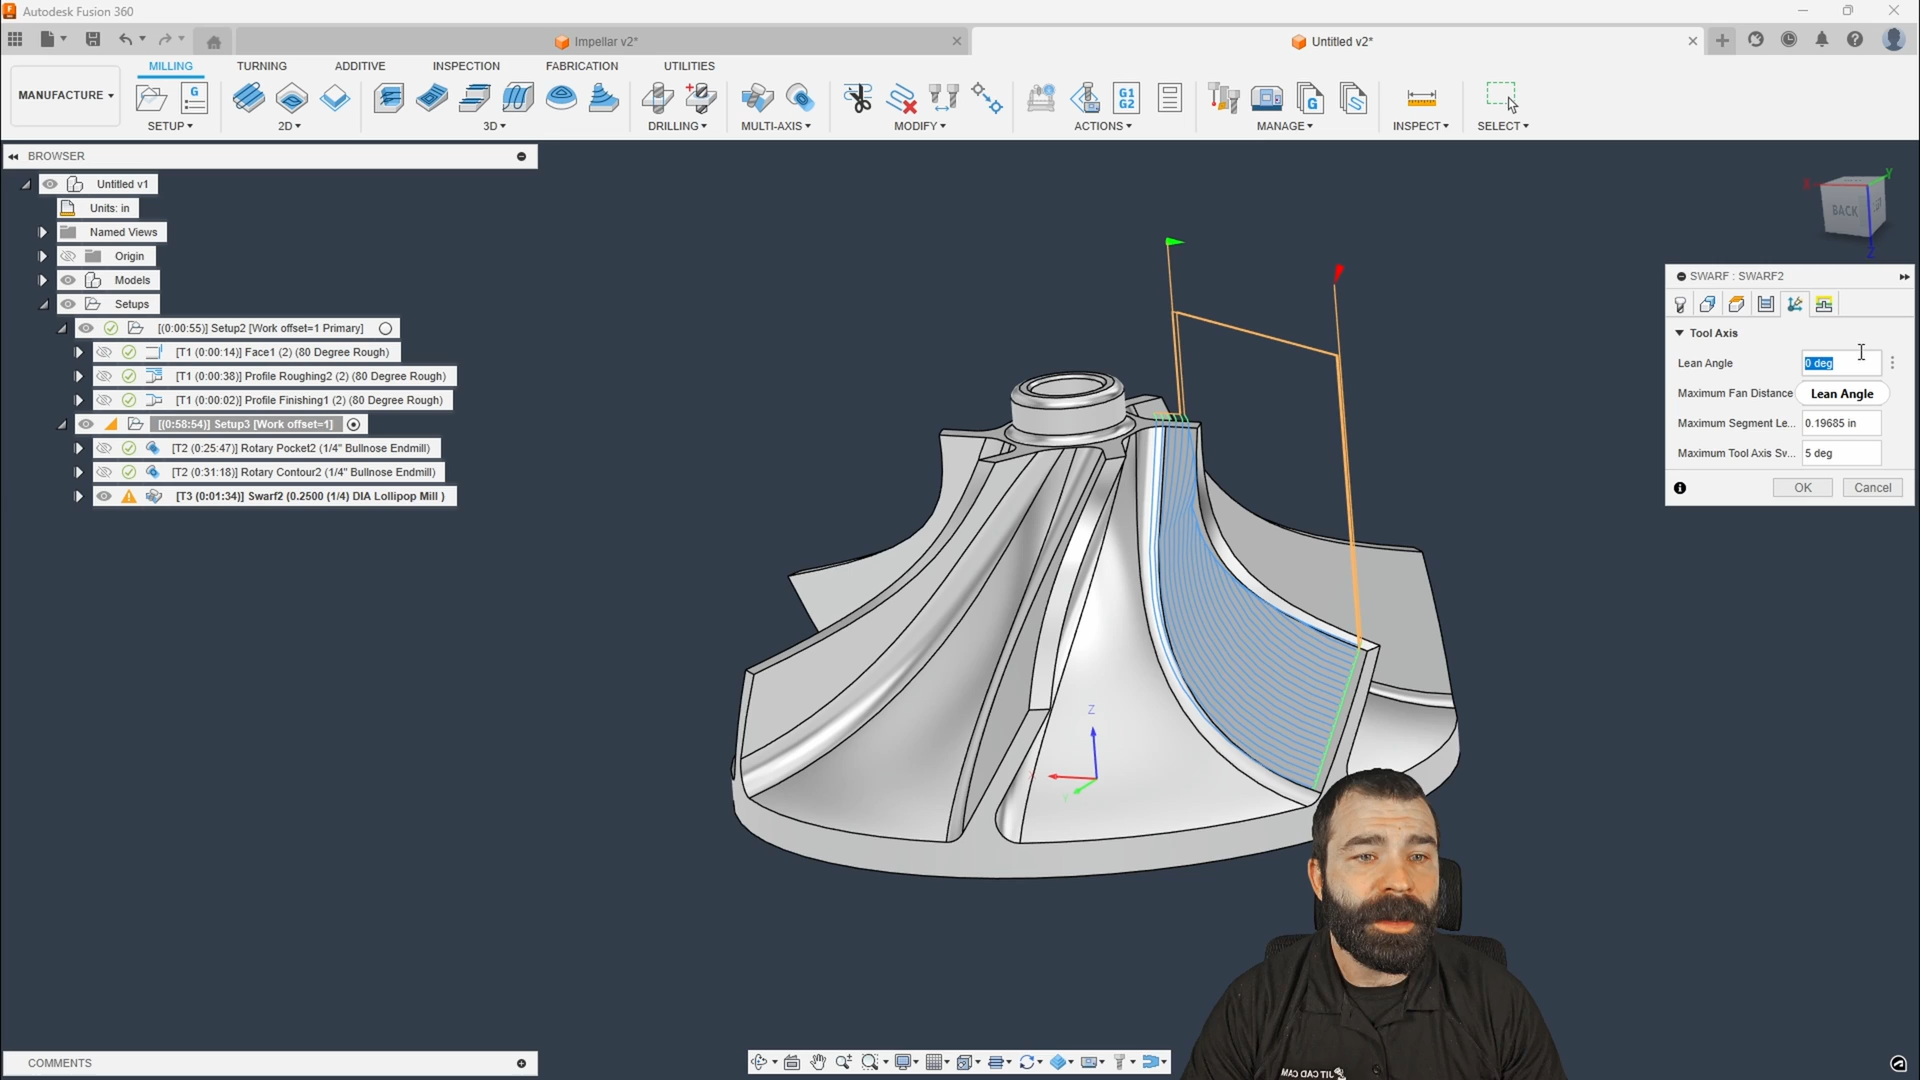 Autodesk Fusion 360
Impellar v2*
Untitled v2*
MANUFACTURE
MILLING
TURNING
ADDITIVE
INSPECTION
FABRICATION
UTILITIES
G
G1
G2
G
SETUP
2D
3D
DRILLING
MULTI-AXIS
MODIFY
ACTIONS
MANAGE
INSPECT
SELECT
BROWSER
Untitled v1
Units: in
Named Views
Origin
Models
Setups
[(0:00:55)] Setup2 [Work offset=1 Primary]
[T1 (0:00:14)] Face1 (2) (80 Degree Rough)
[T1 (0:00:38)] Profile Roughing2 (2) (80 Degree Rough)
[T1 (0:00:02)] Profile Finishing1 (2) (80 Degree Rough)
[(0:58:54)] Setup3 [Work offset=1]
[T2 (0:25:47)] Rotary Pocket2 (1/4" Bullnose Endmill)
[T2 (0:31:18)] Rotary Contour2 (1/4" Bullnose Endmill)
[T3 (0:01:34)] Swarf2 (0.2500 (1/4) DIA Lollipop Mill )
X
Y
BACK
Z
SWARF : SWARF2
Tool Axis
Lean Angle
0 deg
Maximum Fan Distance
Lean Angle
Maximum Segment Le...
0.19685 in
Maximum Tool Axis Sv...
5 deg
OK
Cancel
Z
X
Y
COMMENTS
JIT CAD CAM